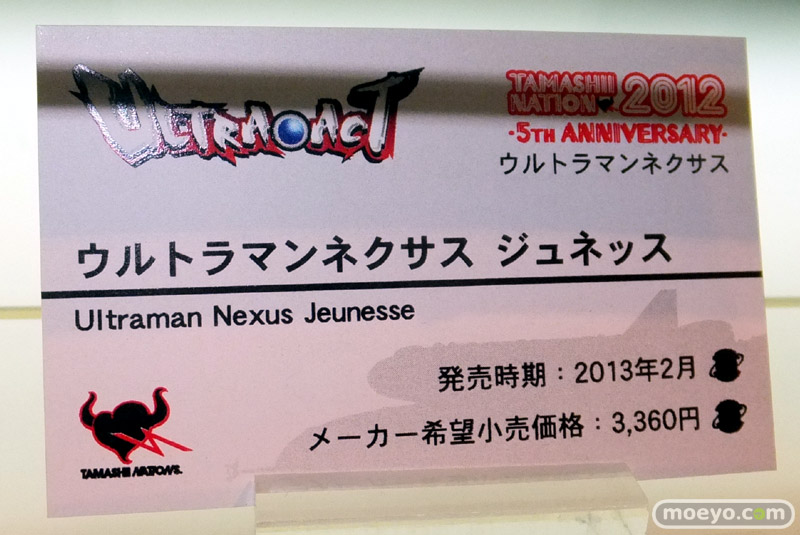 ULTRA-ACT
TAMASHII
NATION 2012
·5TH ANNIVERSARY·
ウルトラマンネクサス
ウルトラマンネクサス ジュネッス
Ultraman Nexus Jeunesse
発売時期：2013年2月
メーカー希望小売価格：3,360円
TAMASHII NATIONS.
moeyo.com